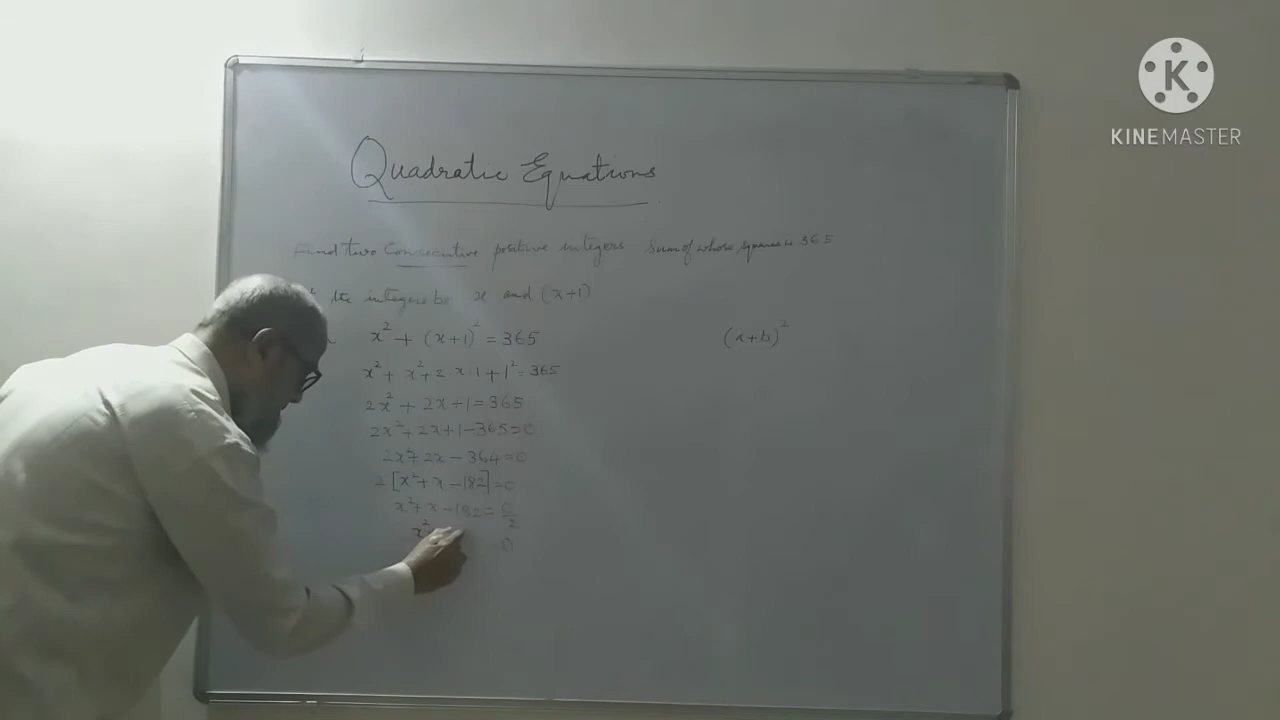 KINEMASTER
Quadratic Equations
Find two Consecutive positive integers Sum of whose squares is 365
the integers be x and (x+1)
x² + (x+1)² = 365
(a+b)²
x² + x² + 2·x·1 + 1² = 365
2x² + 2x + 1 = 365
2x² + 2x + 1 - 365 = 0
2x² + 2x - 364 = 0
2[x² + x - 182] = 0
x² + x - 182 = 0/2
x² 0